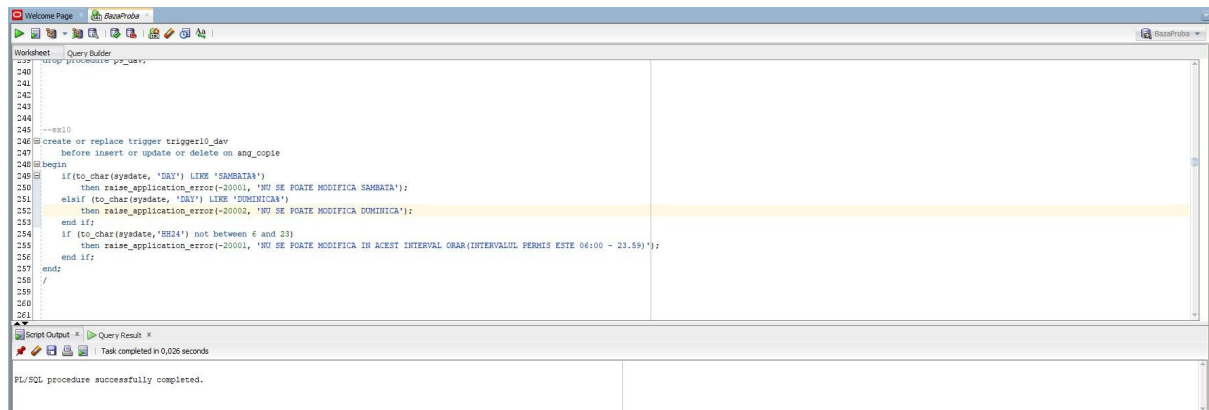 Welcome Page
BazaProba
BazaProba
Worksheet
Query Builder
239 drop procedure p9_dav;
240
241
242
243
244
245 --ex10
246 create or replace trigger trigger10_dav
247 before insert or update or delete on ang_copie
248 begin
249 if(to_char(sysdate, 'DAY') LIKE 'SAMBATA%')
250 then raise_application_error(-20001, 'NU SE POATE MODIFICA SAMBATA');
251 elsif (to_char(sysdate, 'DAY') LIKE 'DUMINICA%')
252 then raise_application_error(-20002, 'NU SE POATE MODIFICA DUMINICA');
253 end if;
254 if (to_char(sysdate,'HH24') not between 6 and 23)
255 then raise_application_error(-20001, 'NU SE POATE MODIFICA IN ACEST INTERVAL ORAR(INTERVALUL PERMIS ESTE 06:00 - 23.59)');
256 end if;
257 end;
258 /
259
260
261
Script Output x
Query Result x
Task completed in 0,026 seconds
PL/SQL procedure successfully completed.